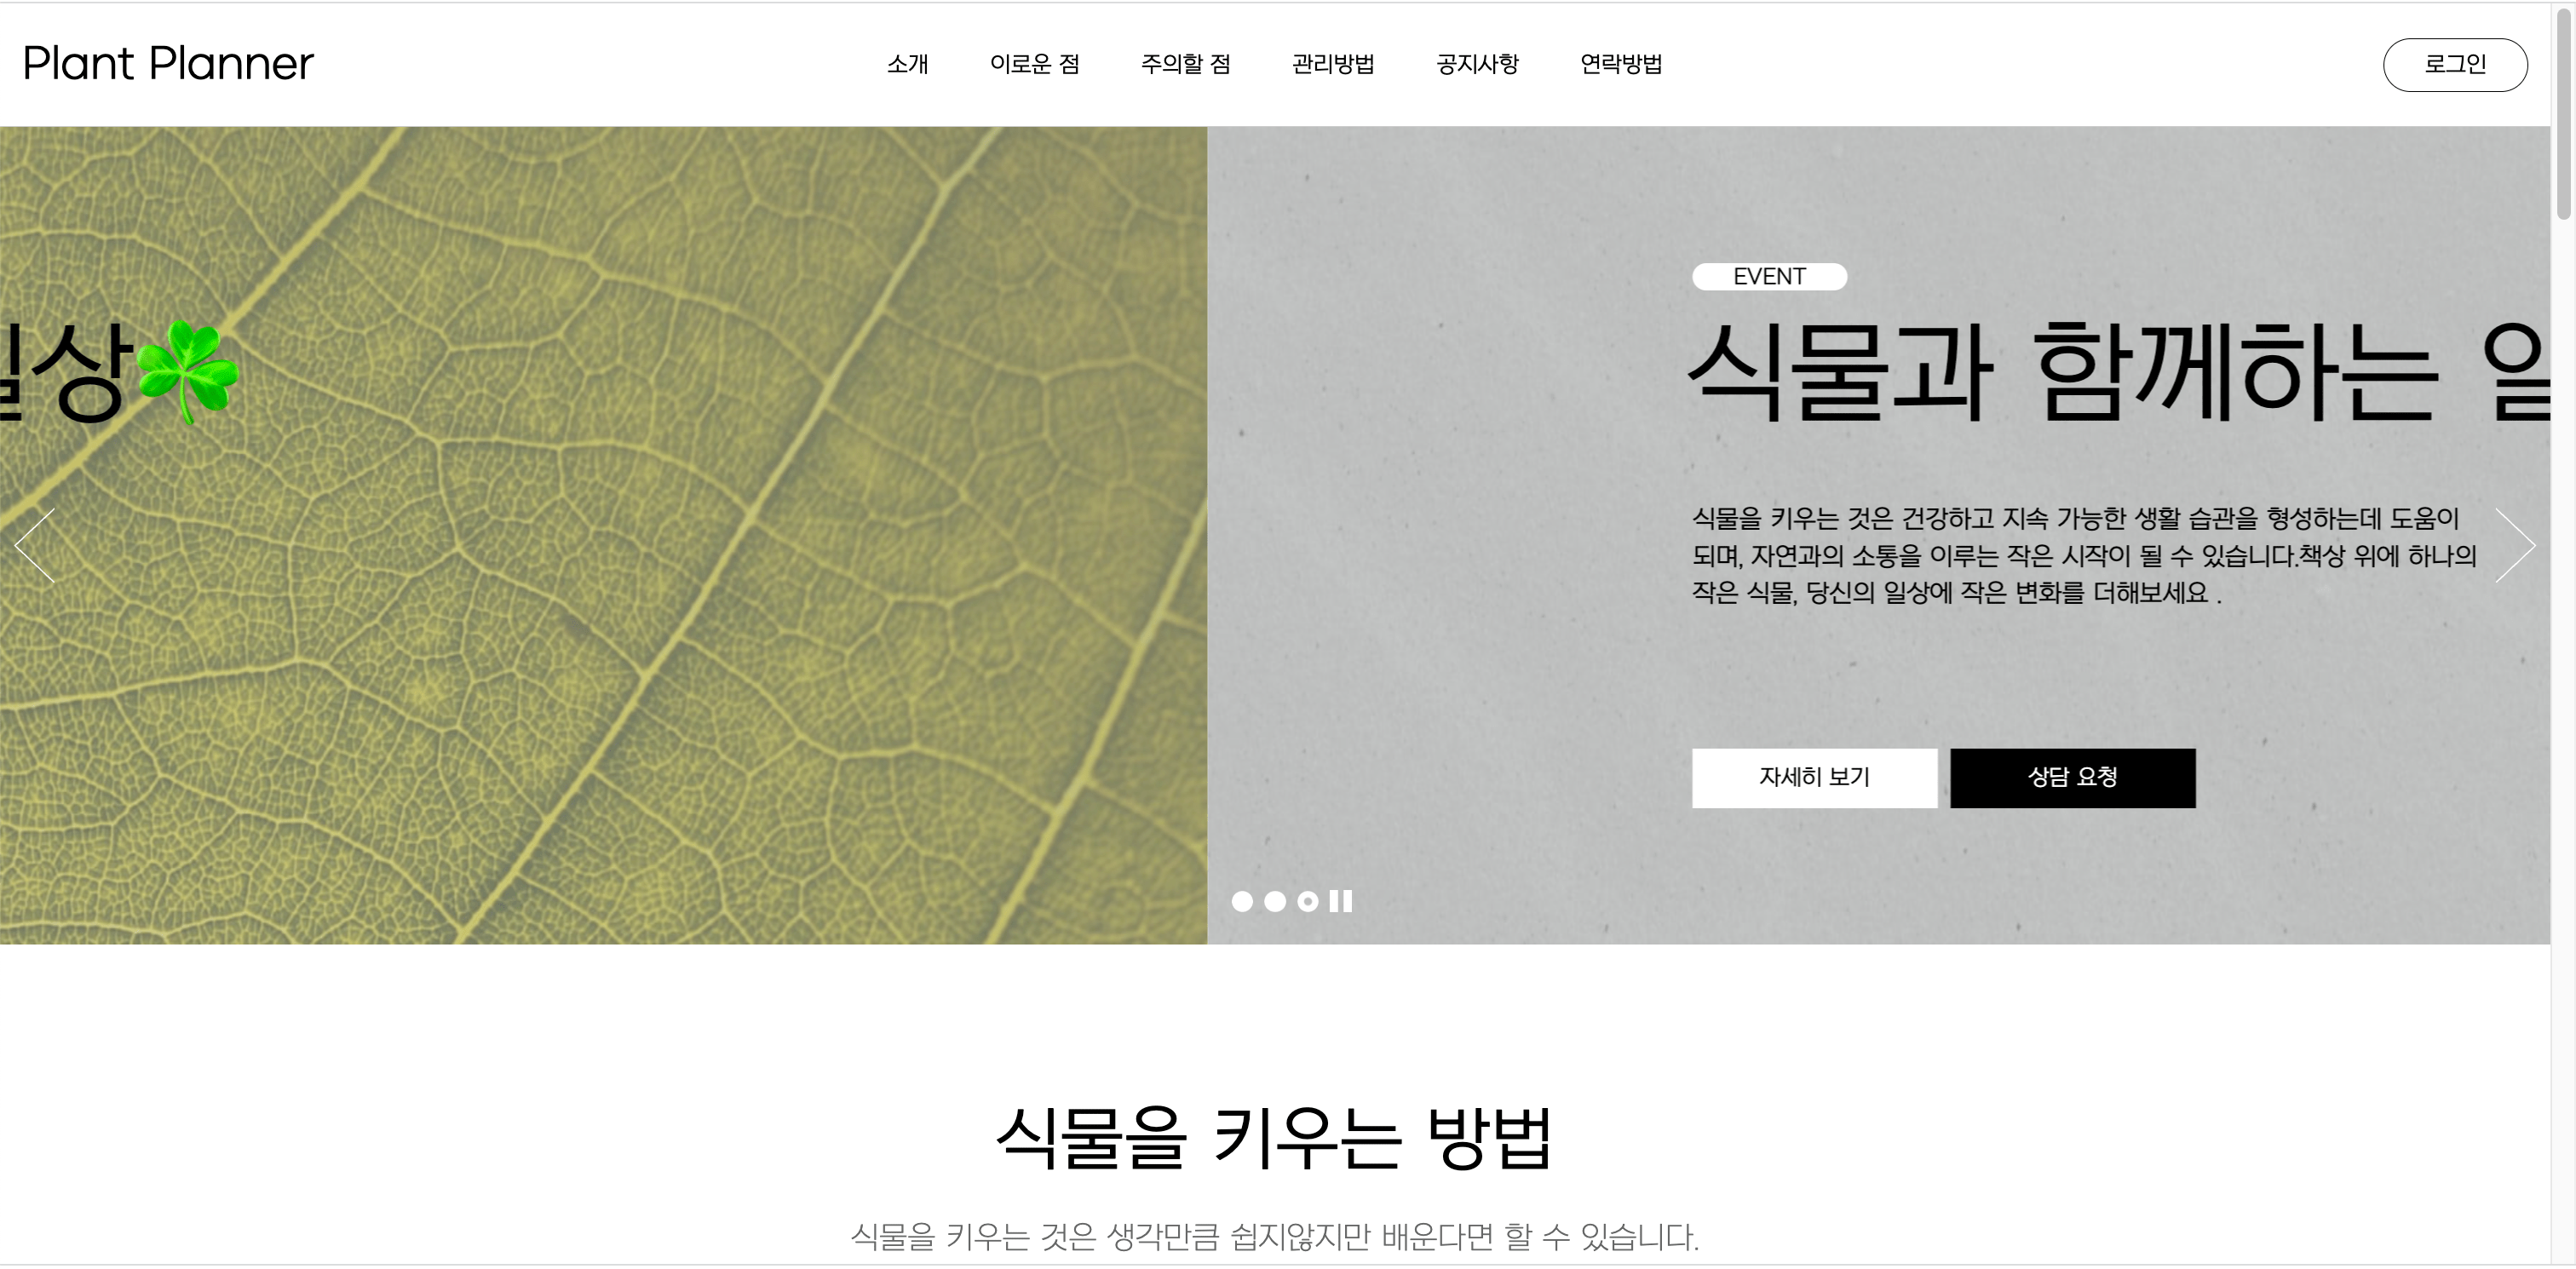 Plant Planner
소개 이로운 점 주의할 점 관리방법 공지사항 연락방법
로그인
일상☘️
EVENT
식물과 함께하는 일
식물을 키우는 것은 건강하고 지속 가능한 생활 습관을 형성하는데 도움이
되며, 자연과의 소통을 이루는 작은 시작이 될 수 있습니다.책상 위에 하나의
작은 식물, 당신의 일상에 작은 변화를 더해보세요 .
자세히 보기 상담 요청
식물을 키우는 방법
식물을 키우는 것은 생각만큼 쉽지않지만 배운다면 할 수 있습니다.